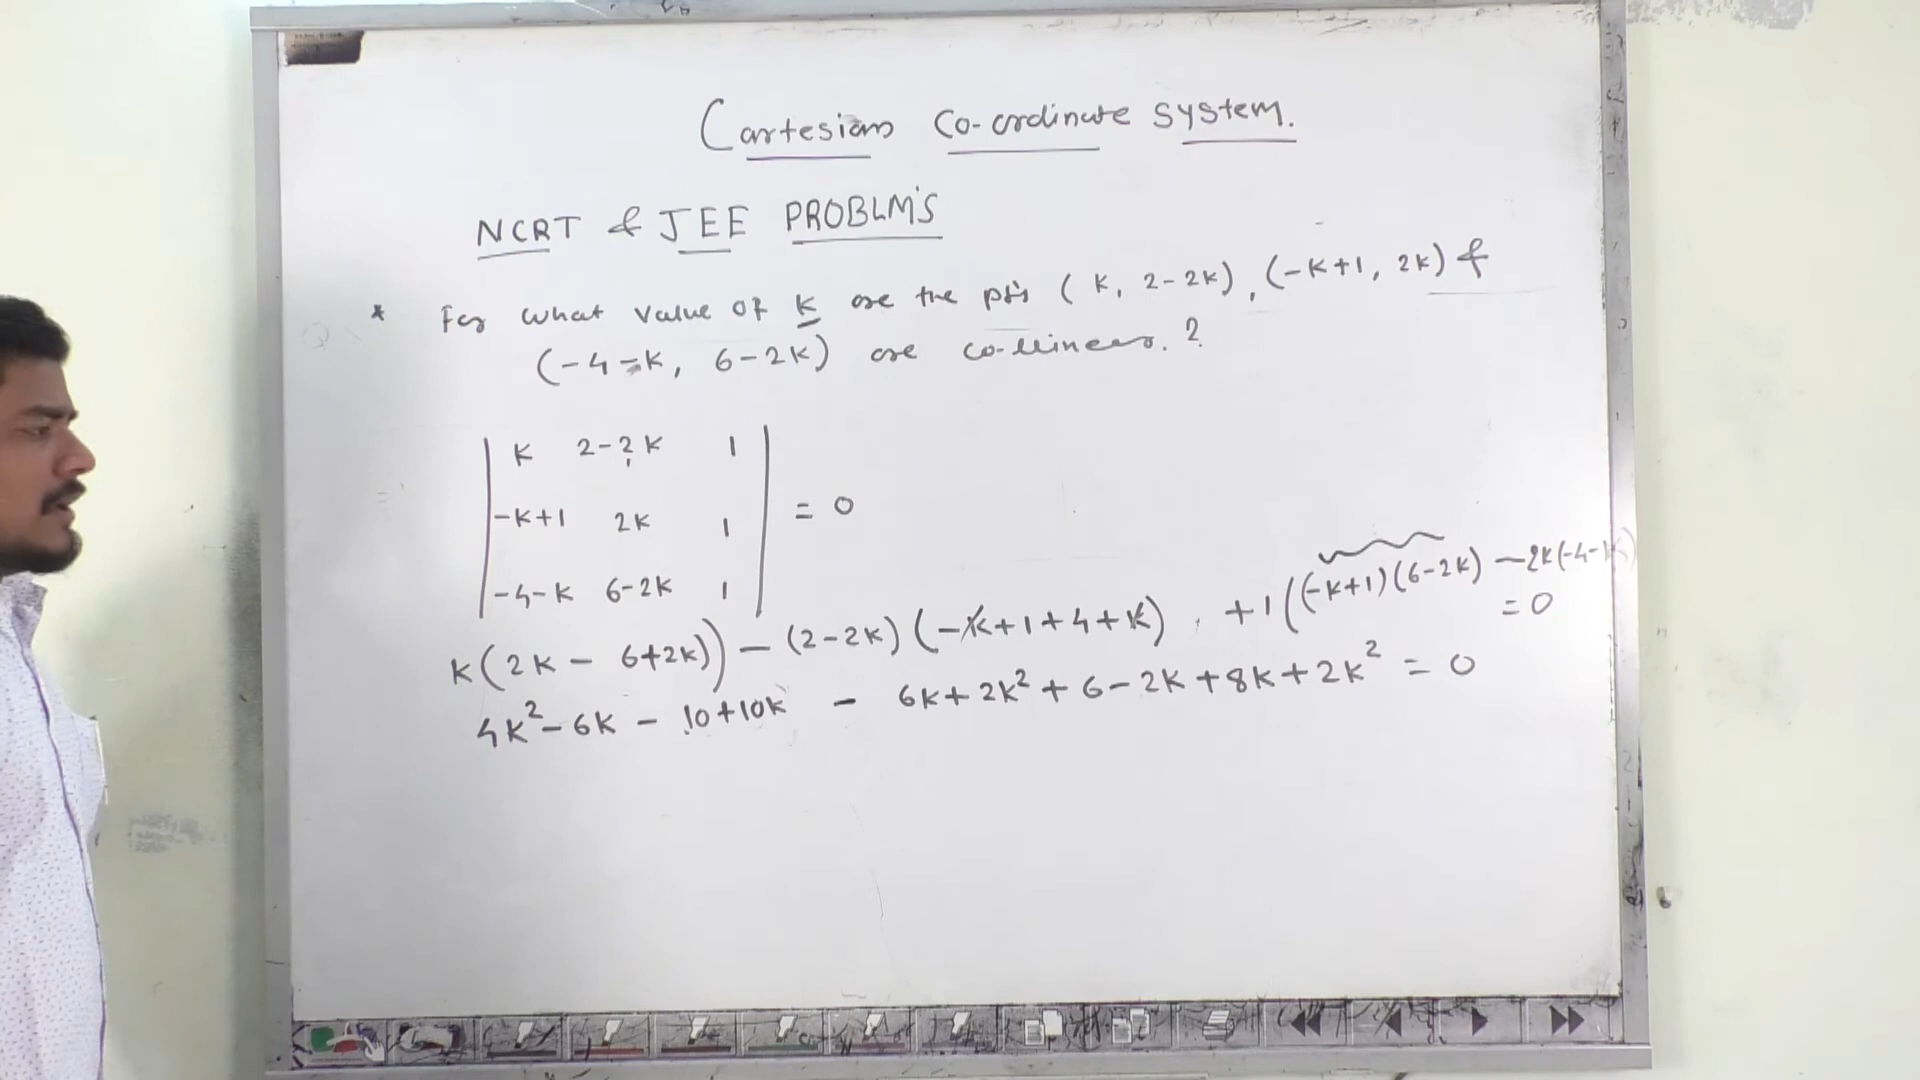 Cartesian Co-ordinate system.
NCRT & JEE PROBLM'S
* For what value of k are the pts (k, 2-2k), (-k+1, 2k) &
(-4-k, 6-2k) are co-llinear. ?
| k 2-2k 1 |
| -k+1 2k 1 | = 0
| -4-k 6-2k 1 |
k(2k - 6+2k)) - (2-2k)(-k+1+4+k) +1((-k+1)(6-2k) -2k(-4-k)
= 0
4k² - 6k - 10+10k - 6k + 2k² + 6 - 2k + 8k + 2k² = 0